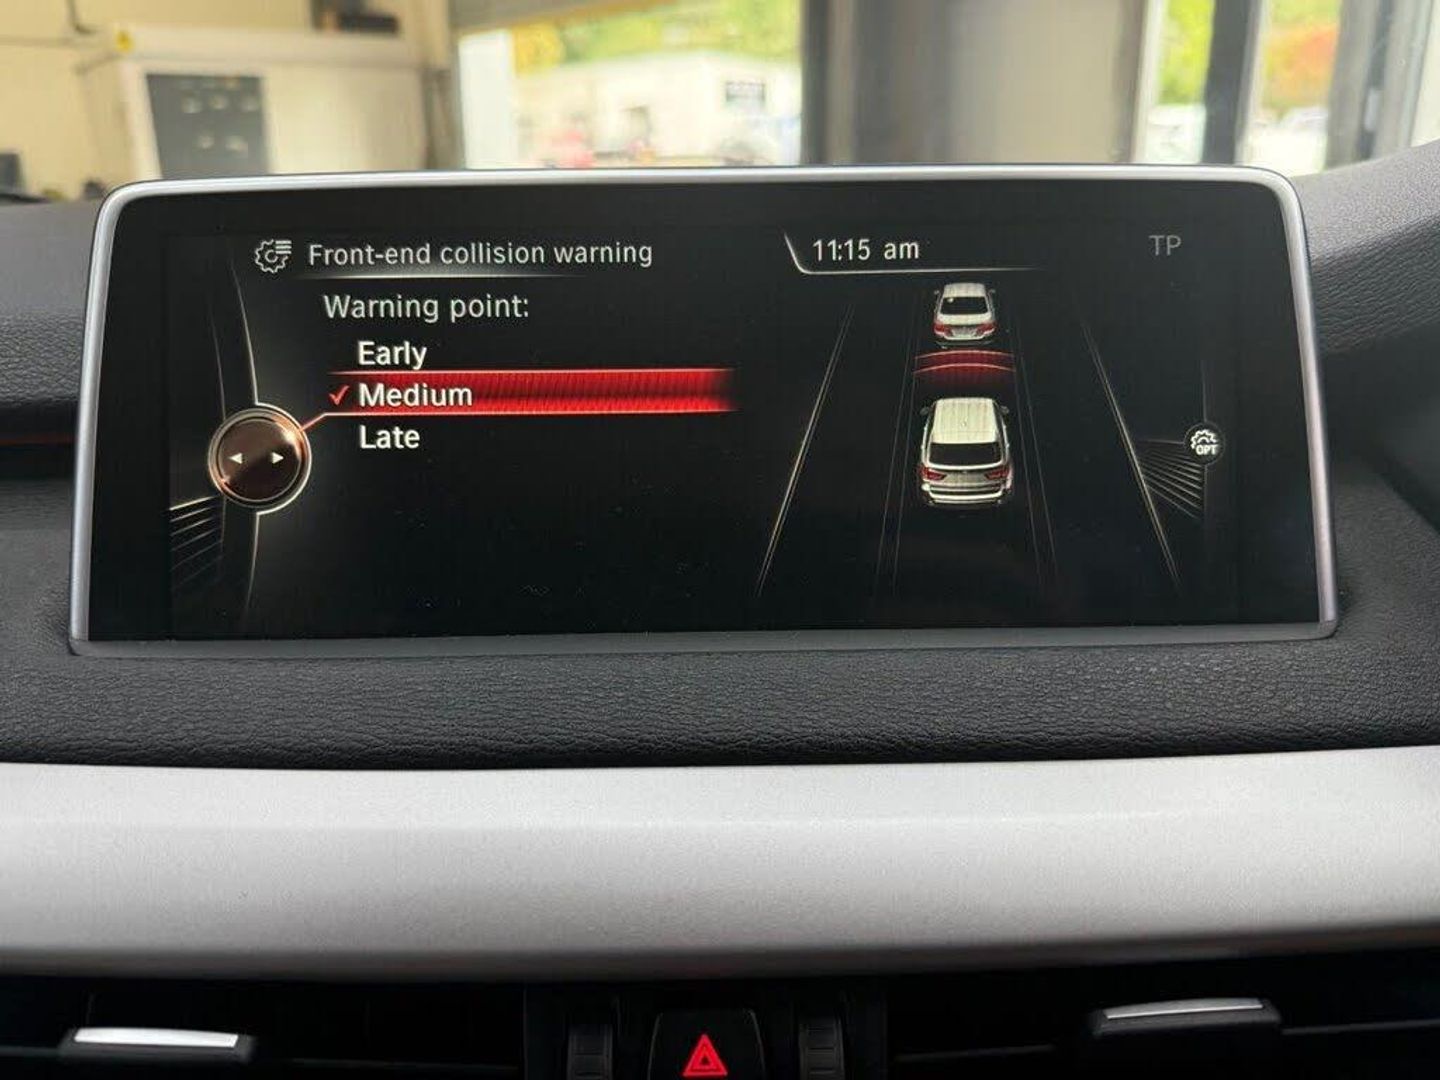 Front-end collision warning
11:15 am
TP
Warning point:
Early
✓ Medium
Late
OPT